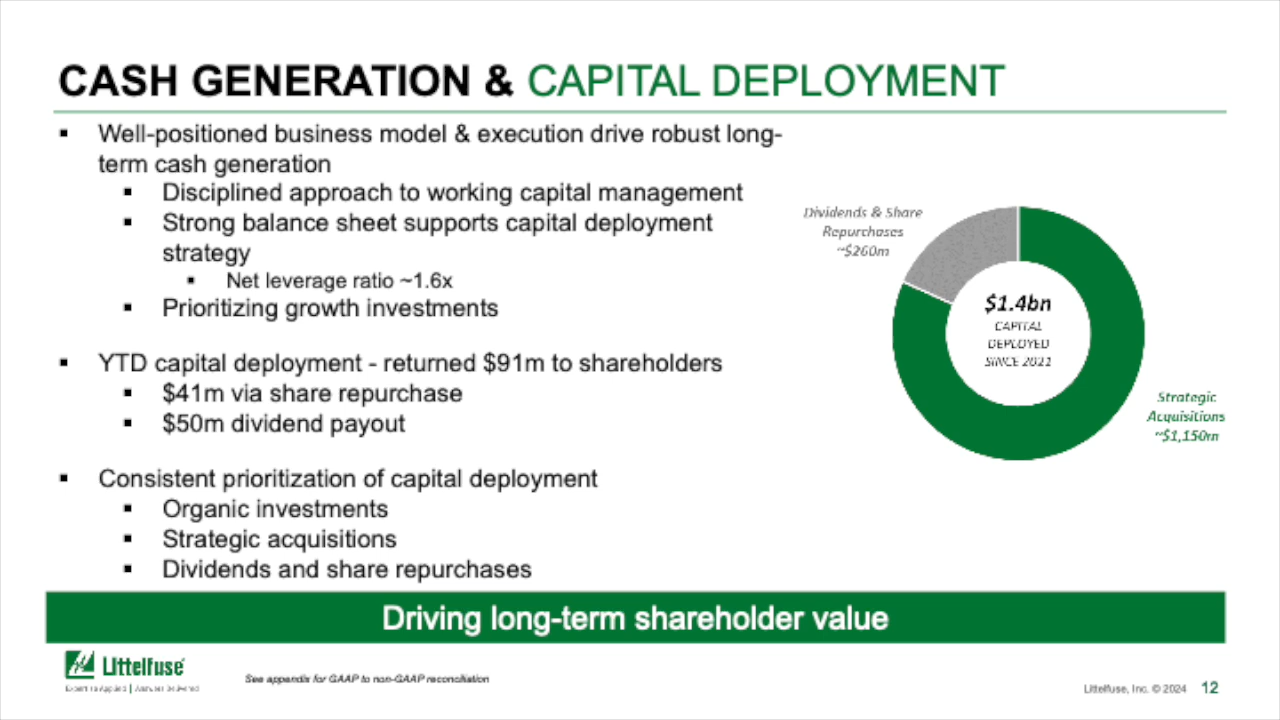 CASH GENERATION & CAPITAL DEPLOYMENT
▪ Well-positioned business model & execution drive robust long-
term cash generation
▪ Disciplined approach to working capital management
▪ Strong balance sheet supports capital deployment
strategy
▪ Net leverage ratio ~1.6x
▪ Prioritizing growth investments
▪ YTD capital deployment - returned $91m to shareholders
▪ $41m via share repurchase
▪ $50m dividend payout
▪ Consistent prioritization of capital deployment
▪ Organic investments
▪ Strategic acquisitions
▪ Dividends and share repurchases
Dividends & Share
Repurchases
~$260m
$1.4bn
CAPITAL
DEPLOYED
SINCE 2021
Strategic
Acquisitions
~$1,150m
Driving long-term shareholder value
Littelfuse
Expertise Applied | Answers Delivered
See appendix for GAAP to non-GAAP reconciliation
Littelfuse, Inc. © 2024
12